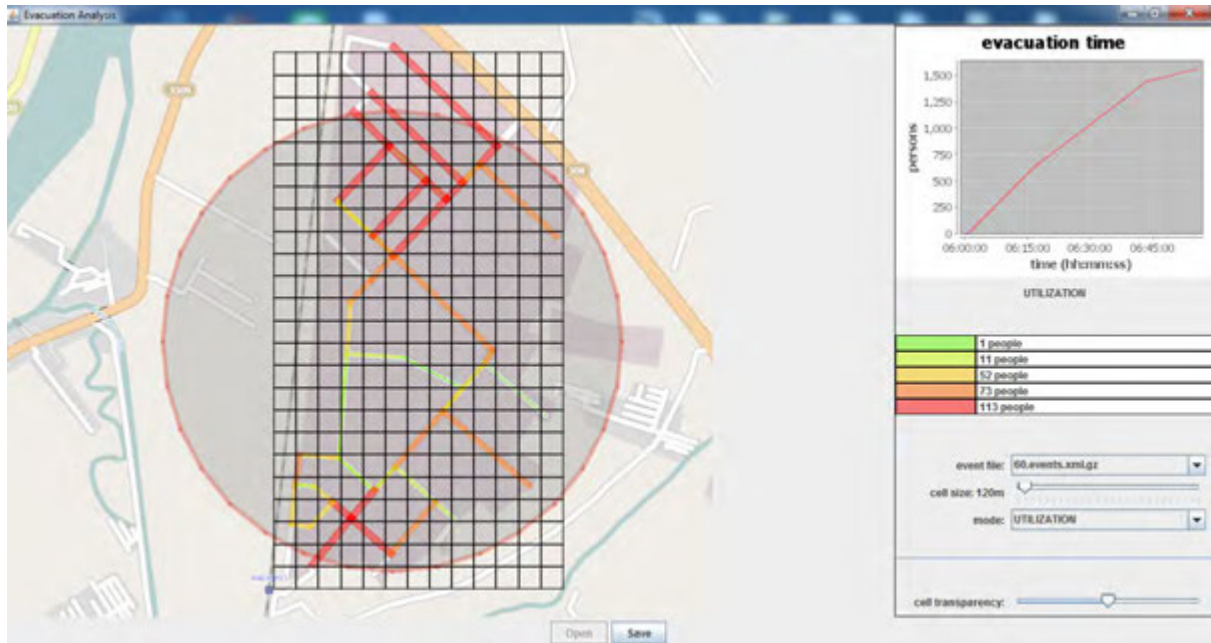 Evacuation Analysis
evacuation time
1,500
1,250
1,000
750
500
250
0
persons
06:00:00 06:15:00 06:30:00 06:45:00
time (hh:mm:ss)
UTILIZATION
1 people
11 people
52 people
73 people
113 people
event file: 60.events.xml.gz
cell size: 120m
mode: UTILIZATION
cell transparency:
Open Save